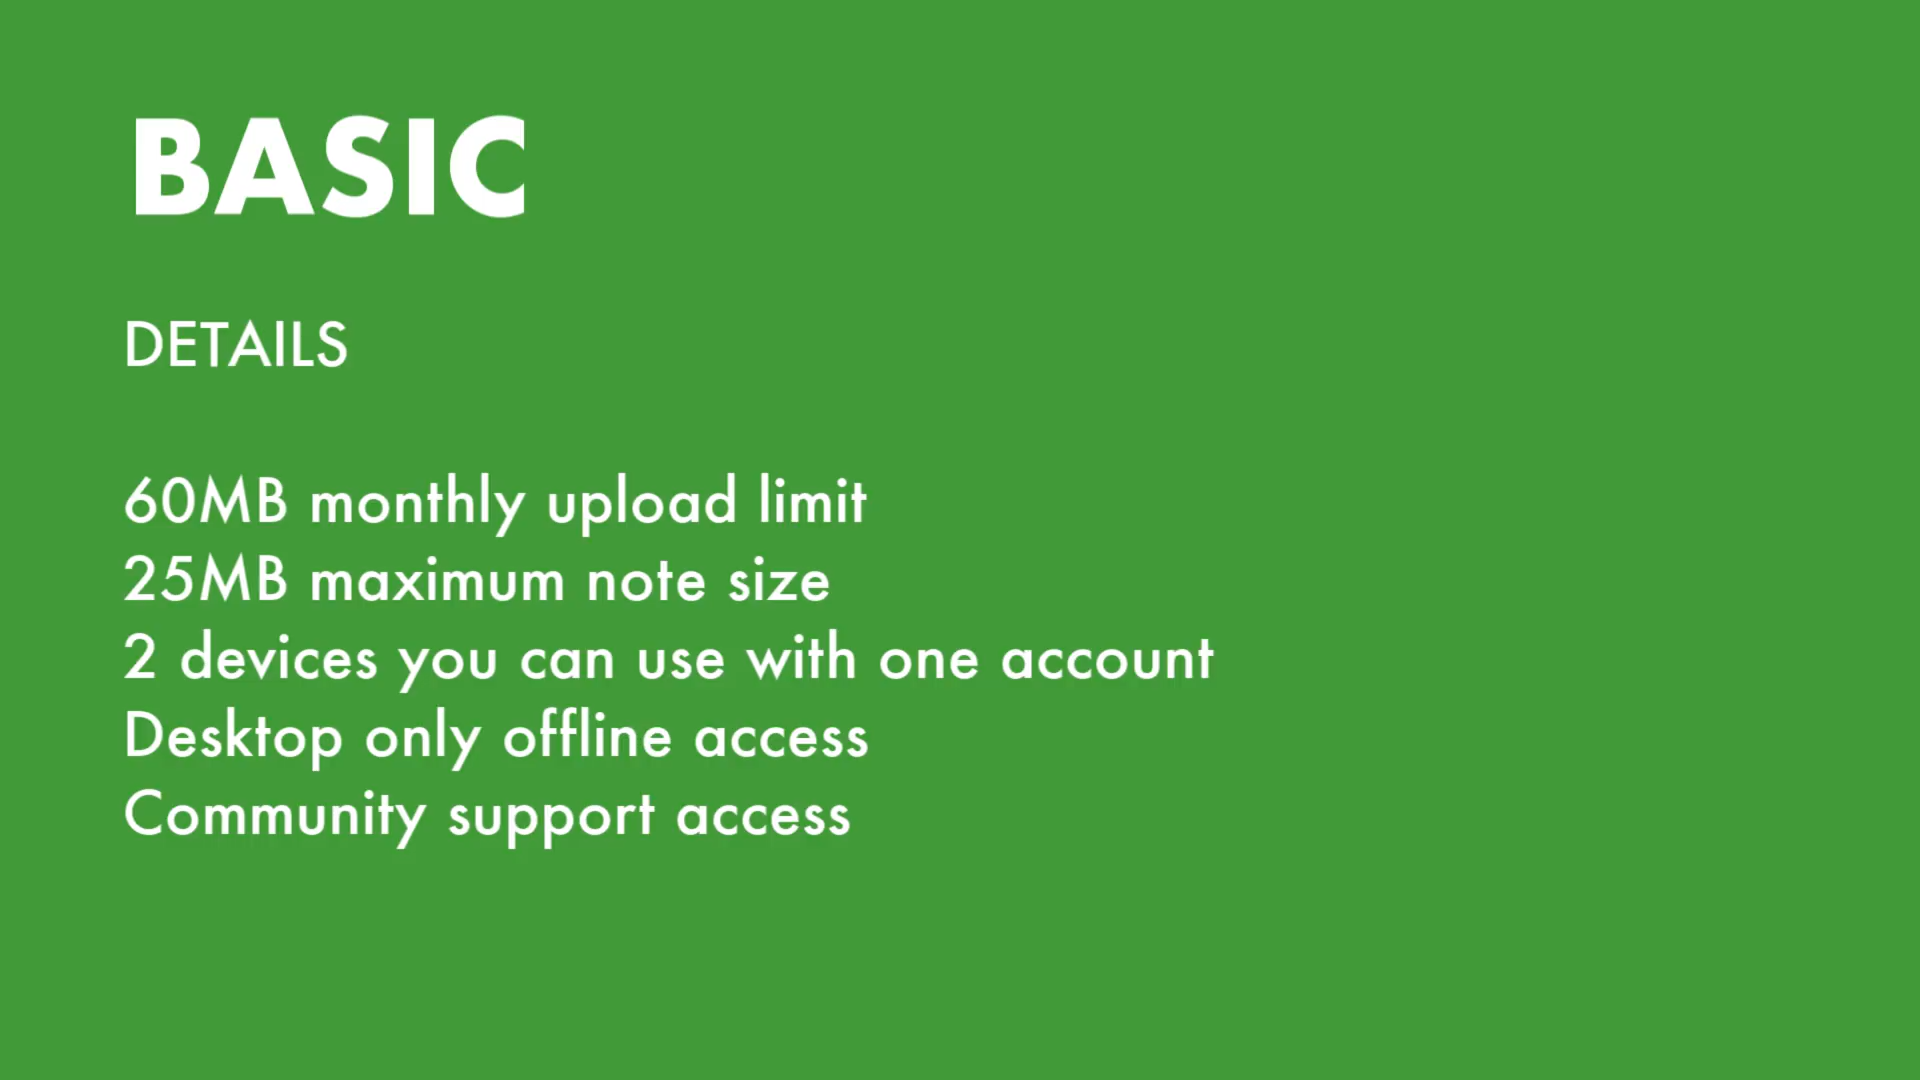 BASIC
DETAILS
60MB monthly upload limit
25MB maximum note size
2 devices you can use with one account
Desktop only offline access
Community support access